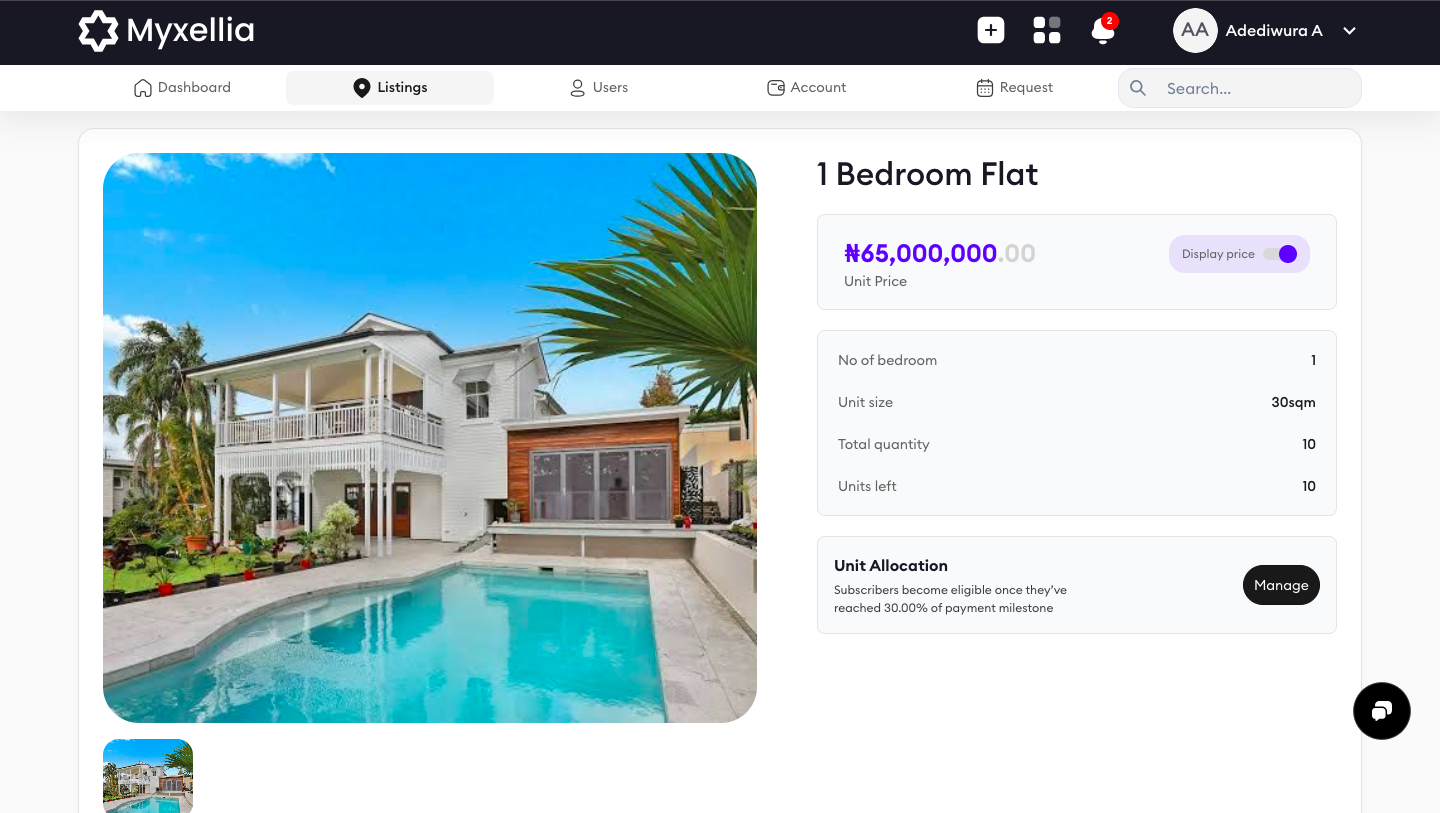 Myxellia
2
AA
Adediwura A
Dashboard
Listings
Users
Account
Request
Search...
1 Bedroom Flat
₦65,000,000.00
Display price
Unit Price
No of bedroom 1
Unit size 30sqm
Total quantity 10
Units left 10
Unit Allocation
Subscribers become eligible once they’ve
reached 30.00% of payment milestone
Manage